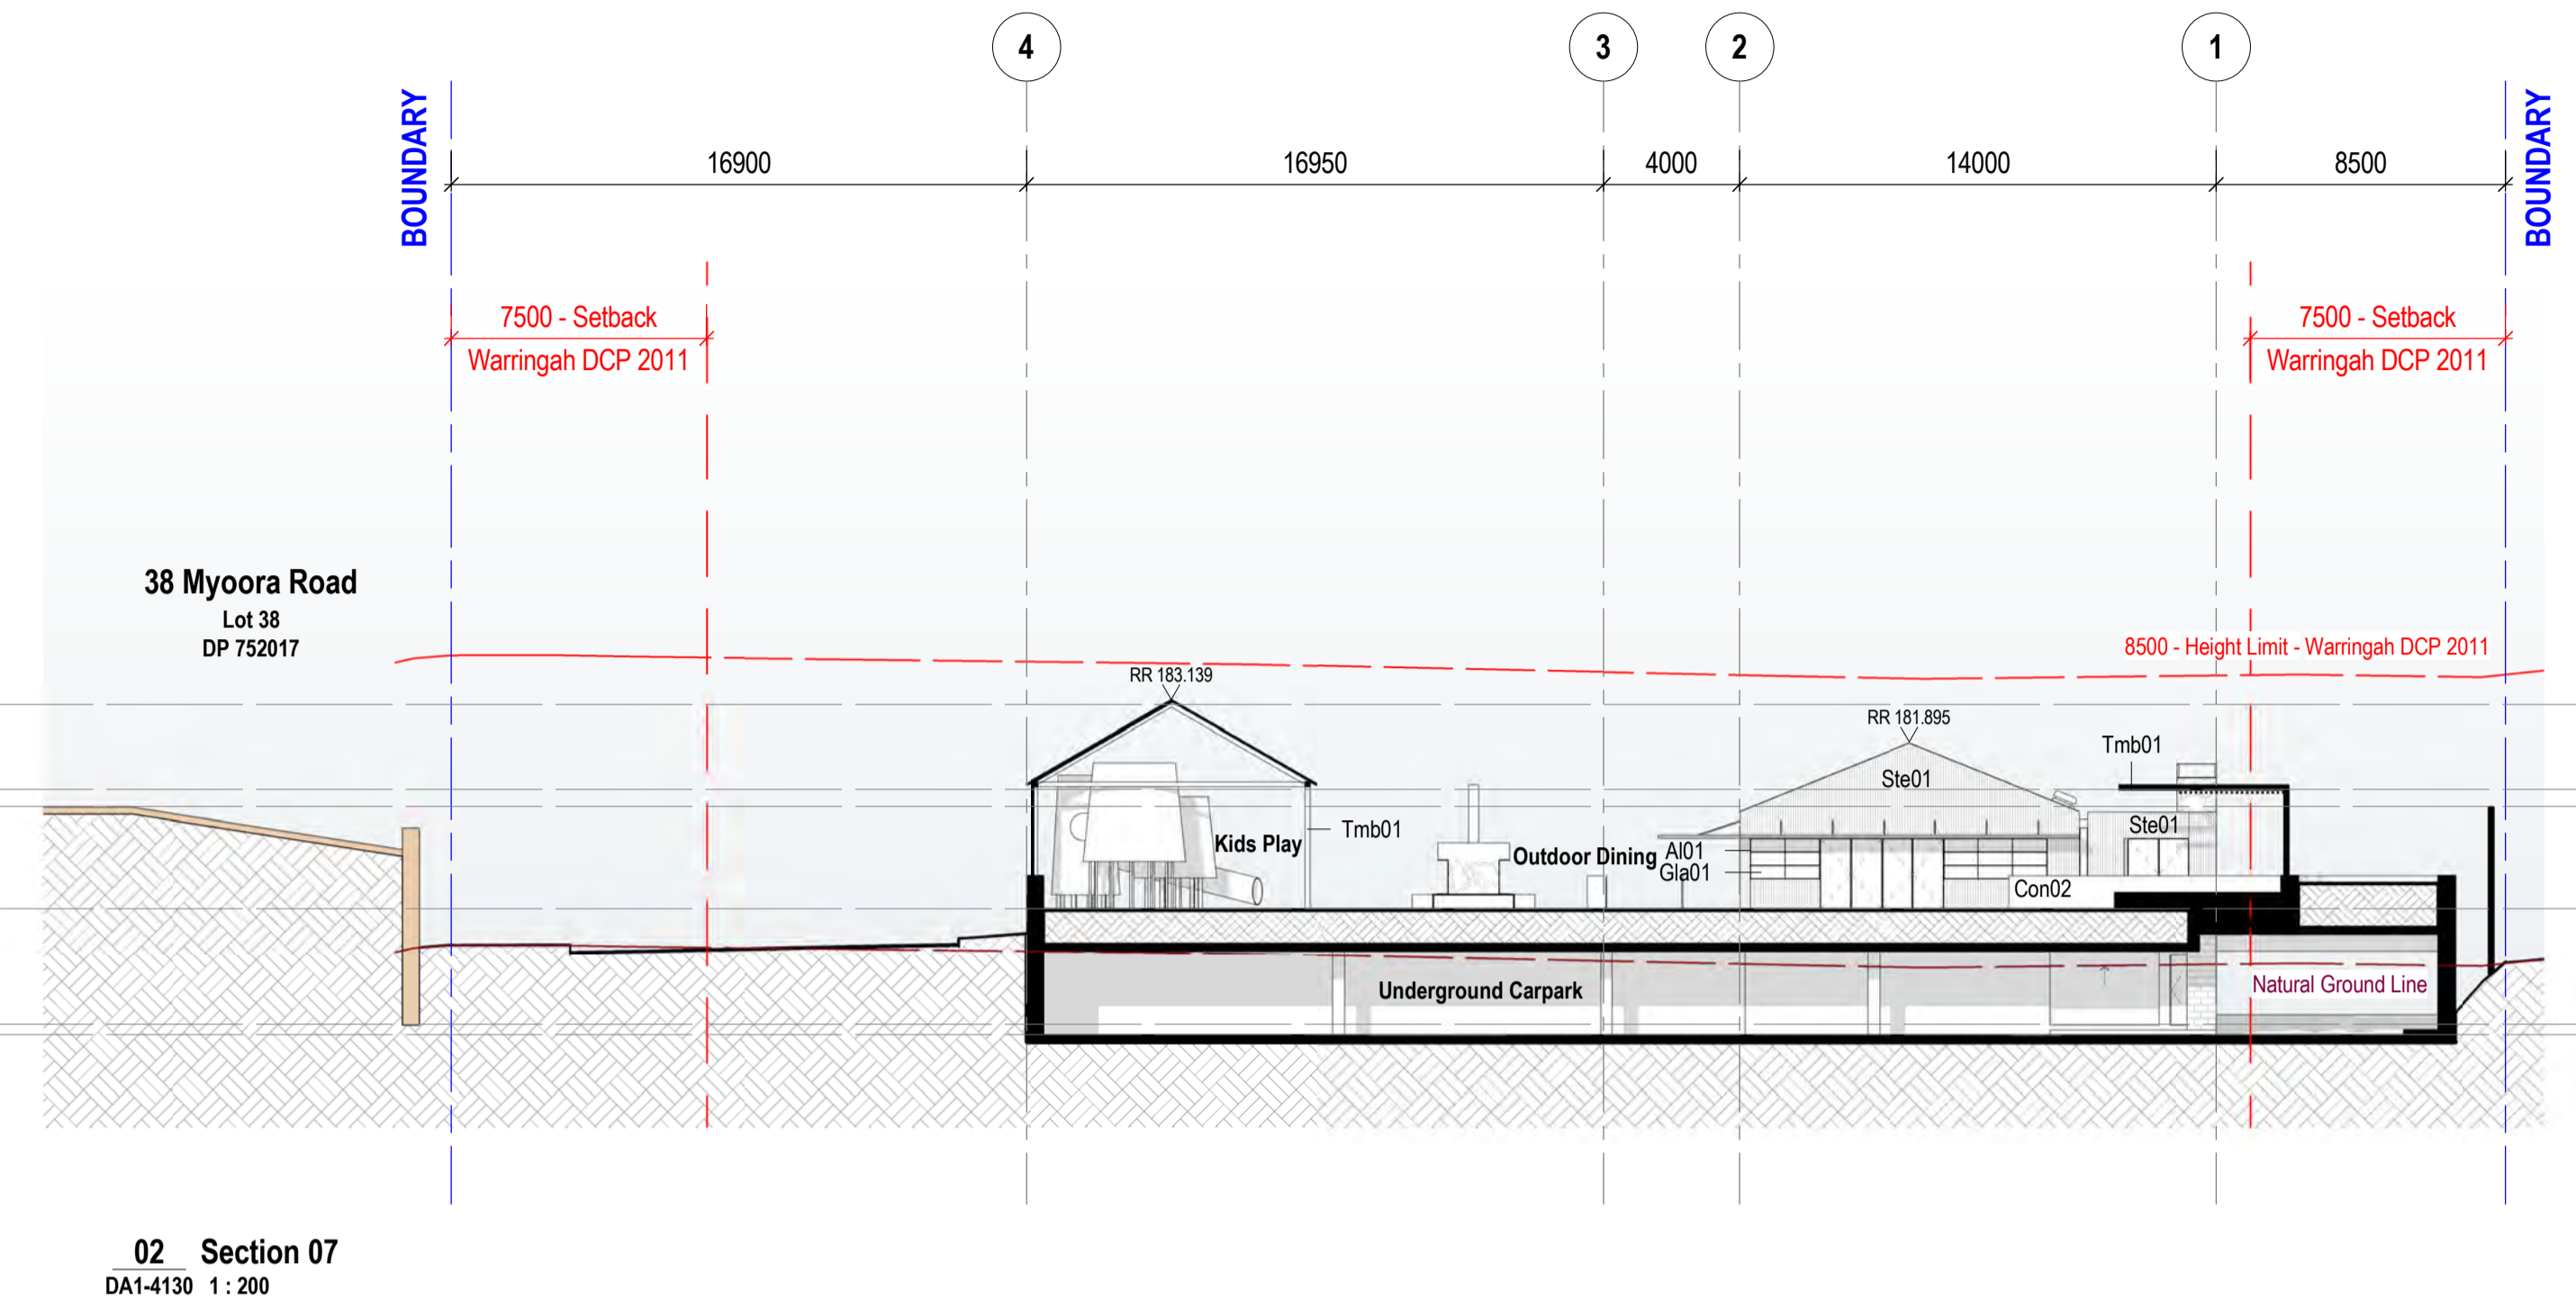 4
3
2
1
BOUNDARY
BOUNDARY
16900
16950
4000
14000
8500
7500 - Setback
Warringah DCP 2011
7500 - Setback
Warringah DCP 2011
38 Myoora Road
Lot 38
DP 752017
8500 - Height Limit - Warringah DCP 2011
RR 183.139
RR 181.895
Tmb01
Ste01
Kids Play
Tmb01
Ste01
Outdoor Dining
Al01
Gla01
Con02
Underground Carpark
Natural Ground Line
02 Section 07
DA1-4130 1 : 200